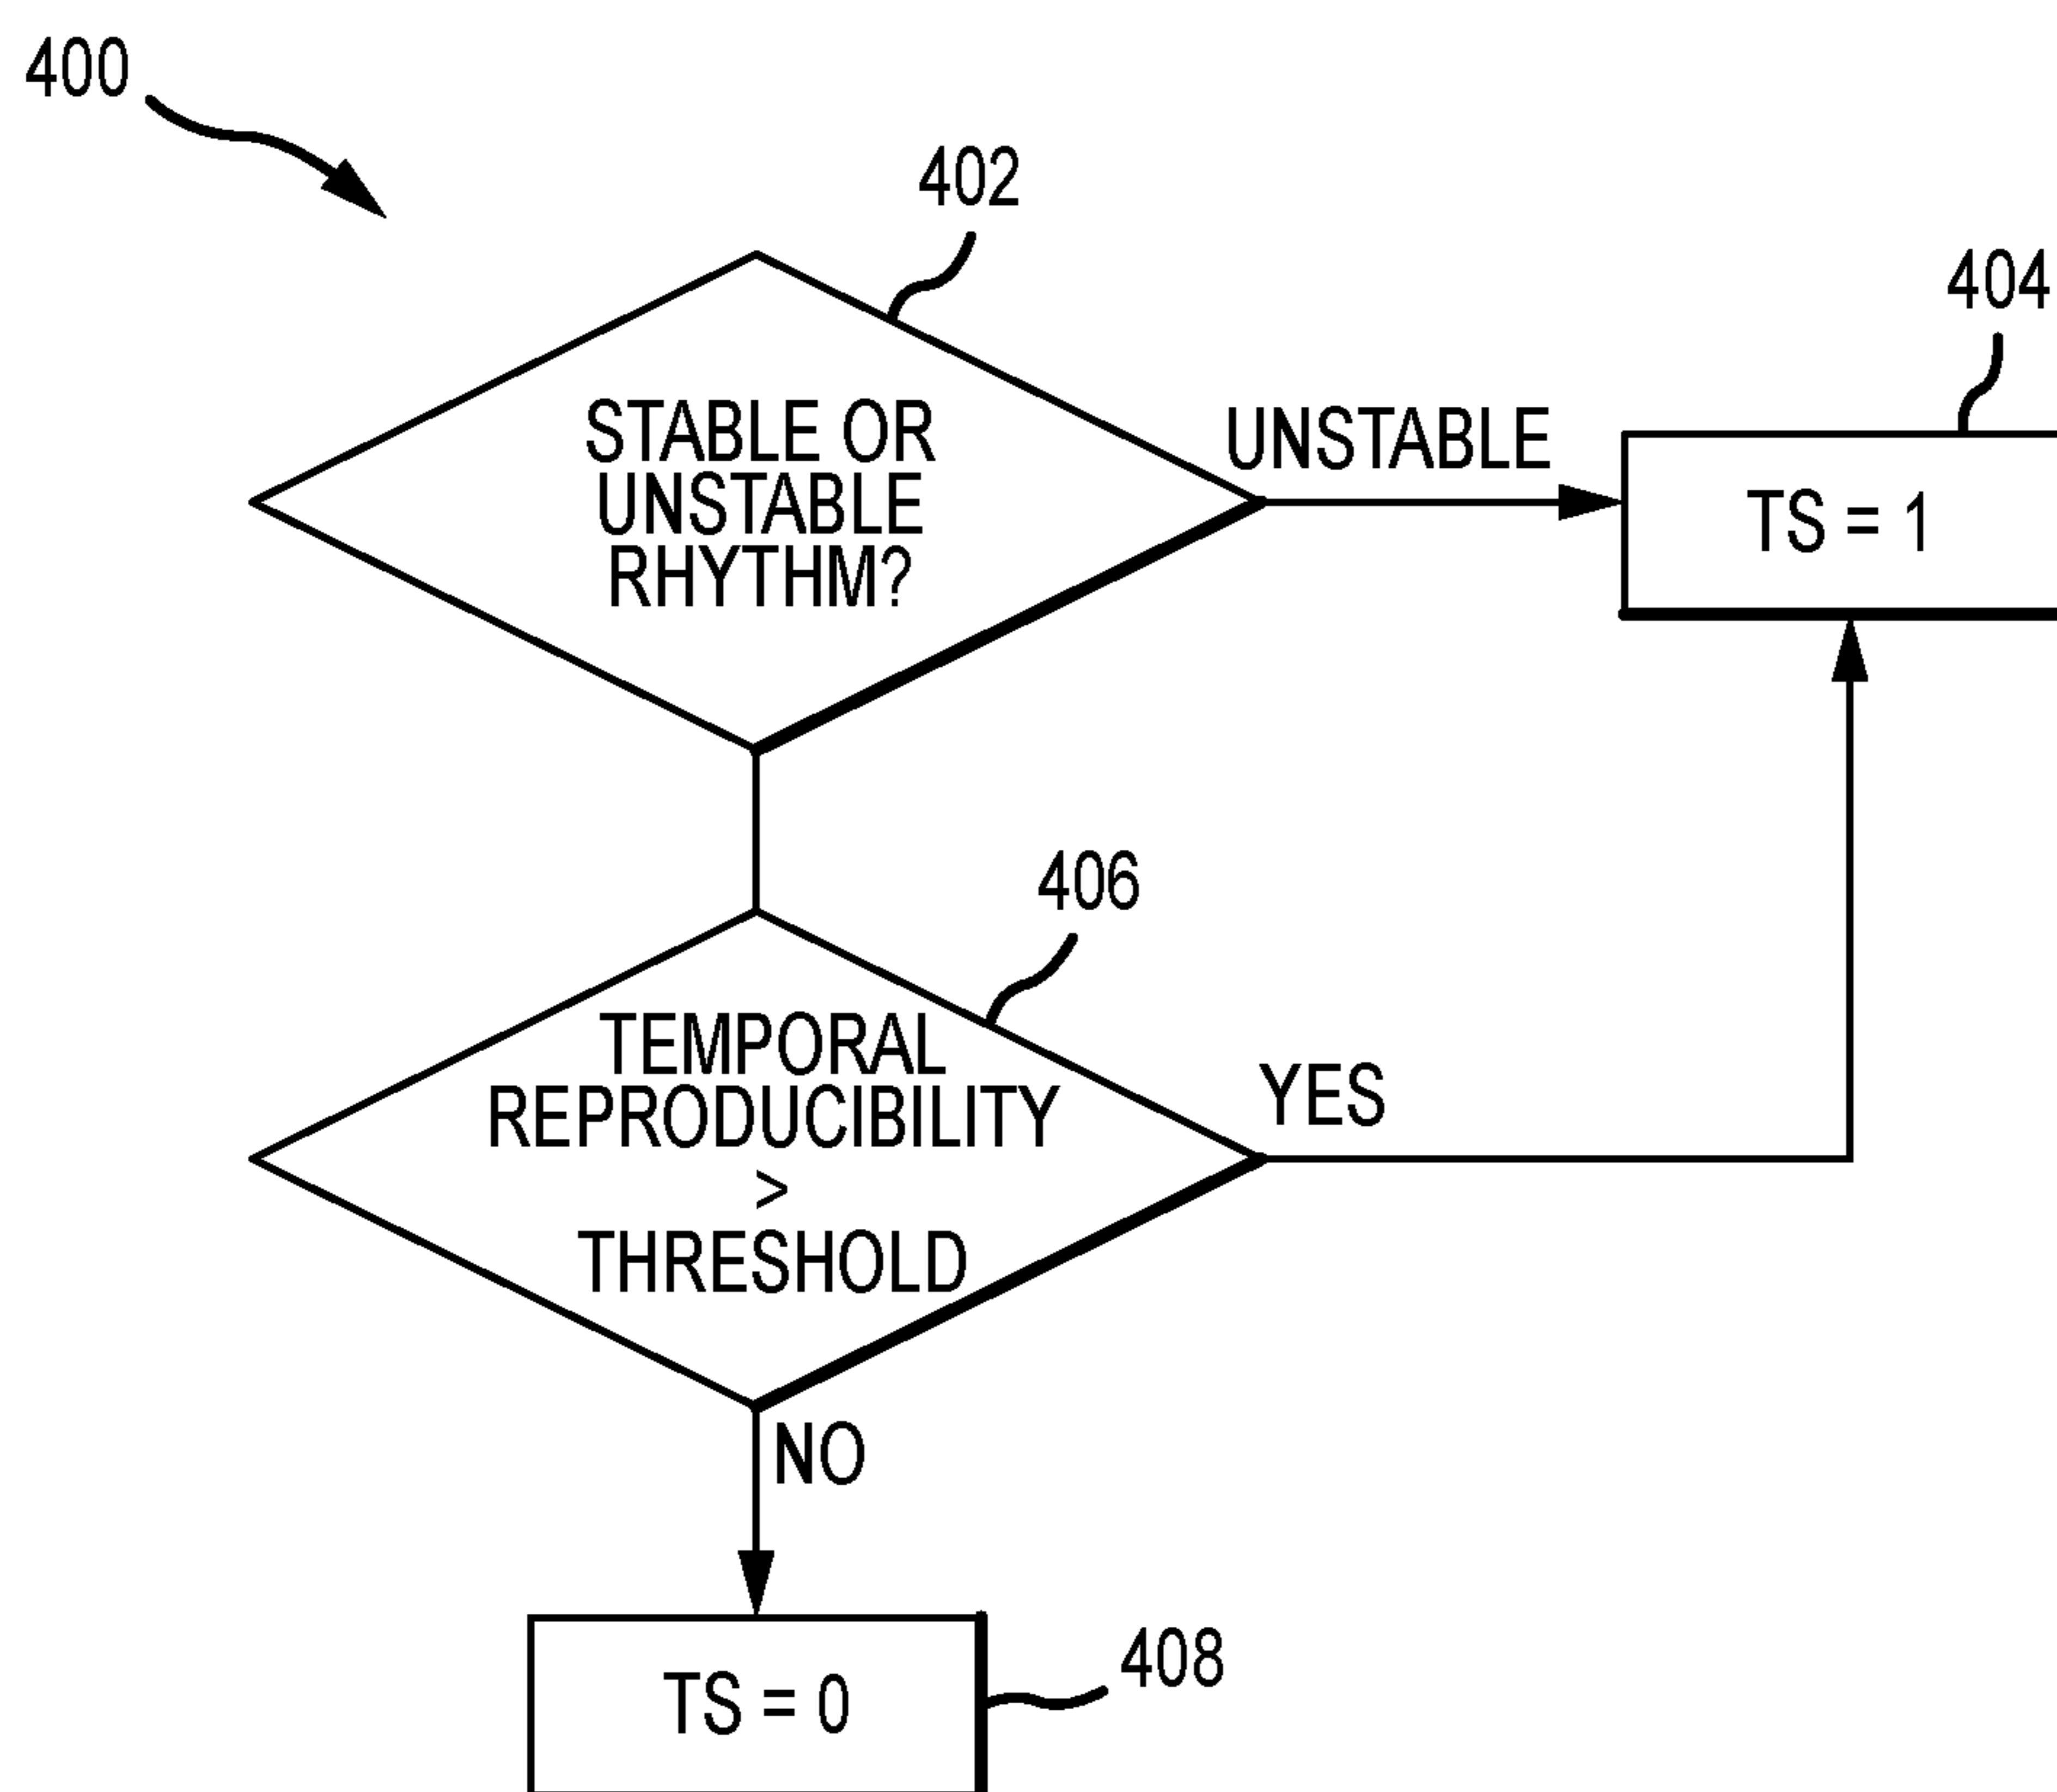 400
402
404
STABLE OR
UNSTABLE
RHYTHM?
UNSTABLE
TS = 1
406
TEMPORAL
REPRODUCIBILITY
>
THRESHOLD
YES
NO
TS = 0
408